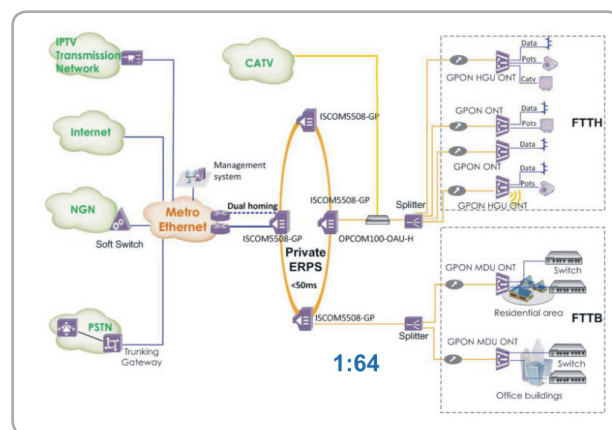 IPTV
Transmission
Network
CATV
Internet
NGN
Soft Switch
PSTN
Trunking
Gateway
Management
system
Metro
Ethernet
Dual homing
ISCOM5508-GP
ISCOM5508-GP
ISCOM5508-GP
ISCOM5508-GP
Private
ERPS
<50ms
OPCOM100-OAU-H
Splitter
Splitter
1:64
GPON HGU ONT
Data
Pots
Catv
GPON ONT
Data
Pots
GPON ONT
Data
GPON HGU ONT
Pots
FTTH
GPON MDU ONT
Switch
Residential area
FTTB
GPON MDU ONT
Switch
Office buildings